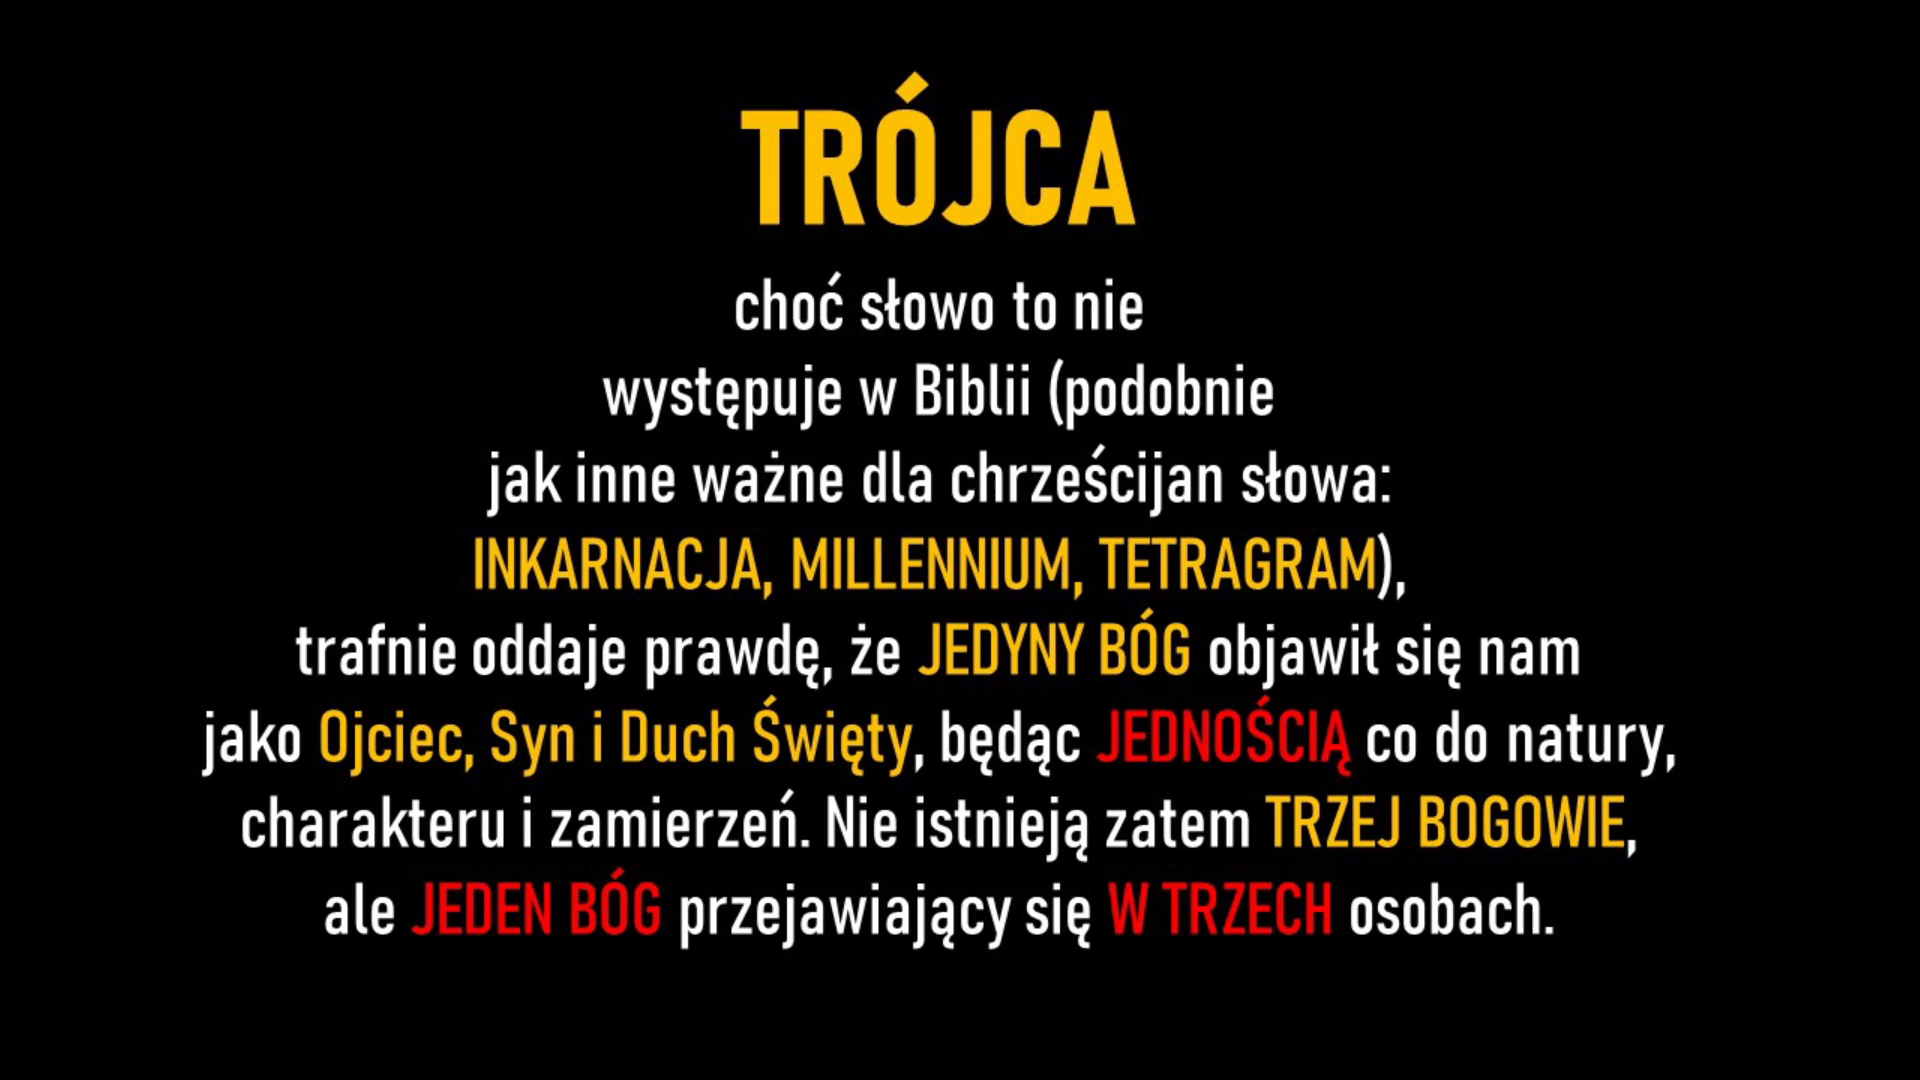 TRÓJCA
choć słowo to nie
występuje w Biblii (podobnie
jak inne ważne dla chrześcijan słowa:
INKARNACJA, MILLENNIUM, TETRAGRAM),
trafnie oddaje prawdę, że JEDYNY BÓG objawił się nam
jako Ojciec, Syn i Duch Święty, będąc JEDNOŚCIĄ co do natury,
charakteru i zamierzeń. Nie istnieją zatem TRZEJ BOGOWIE,
ale JEDEN BÓG przejawiający się W TRZECH osobach.